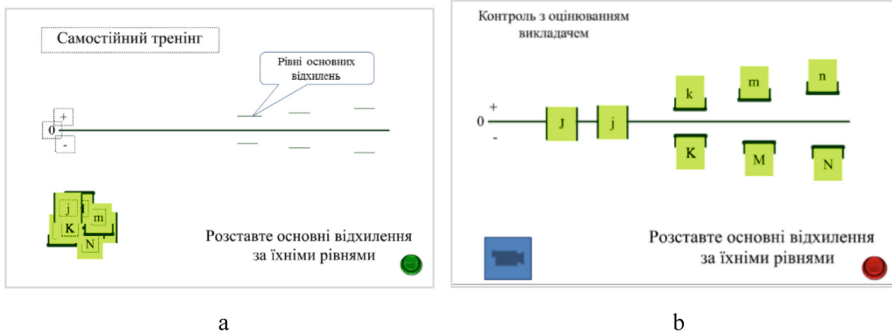 Самостійний тренінг
Рівні основних
відхилень
+
0
-
j
m
K
N
Розставте основні відхилення
за їхніми рівнями
a
Контроль з оцінюванням
викладачем
+
0
-
J
j
k
m
n
K
M
N
Розставте основні відхилення
за їхніми рівнями
b